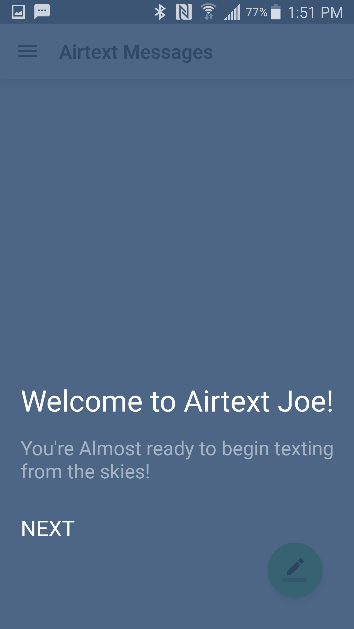 77% 1:51 PM
Airtext Messages
Welcome to Airtext Joe!
You're Almost ready to begin texting
from the skies!
NEXT